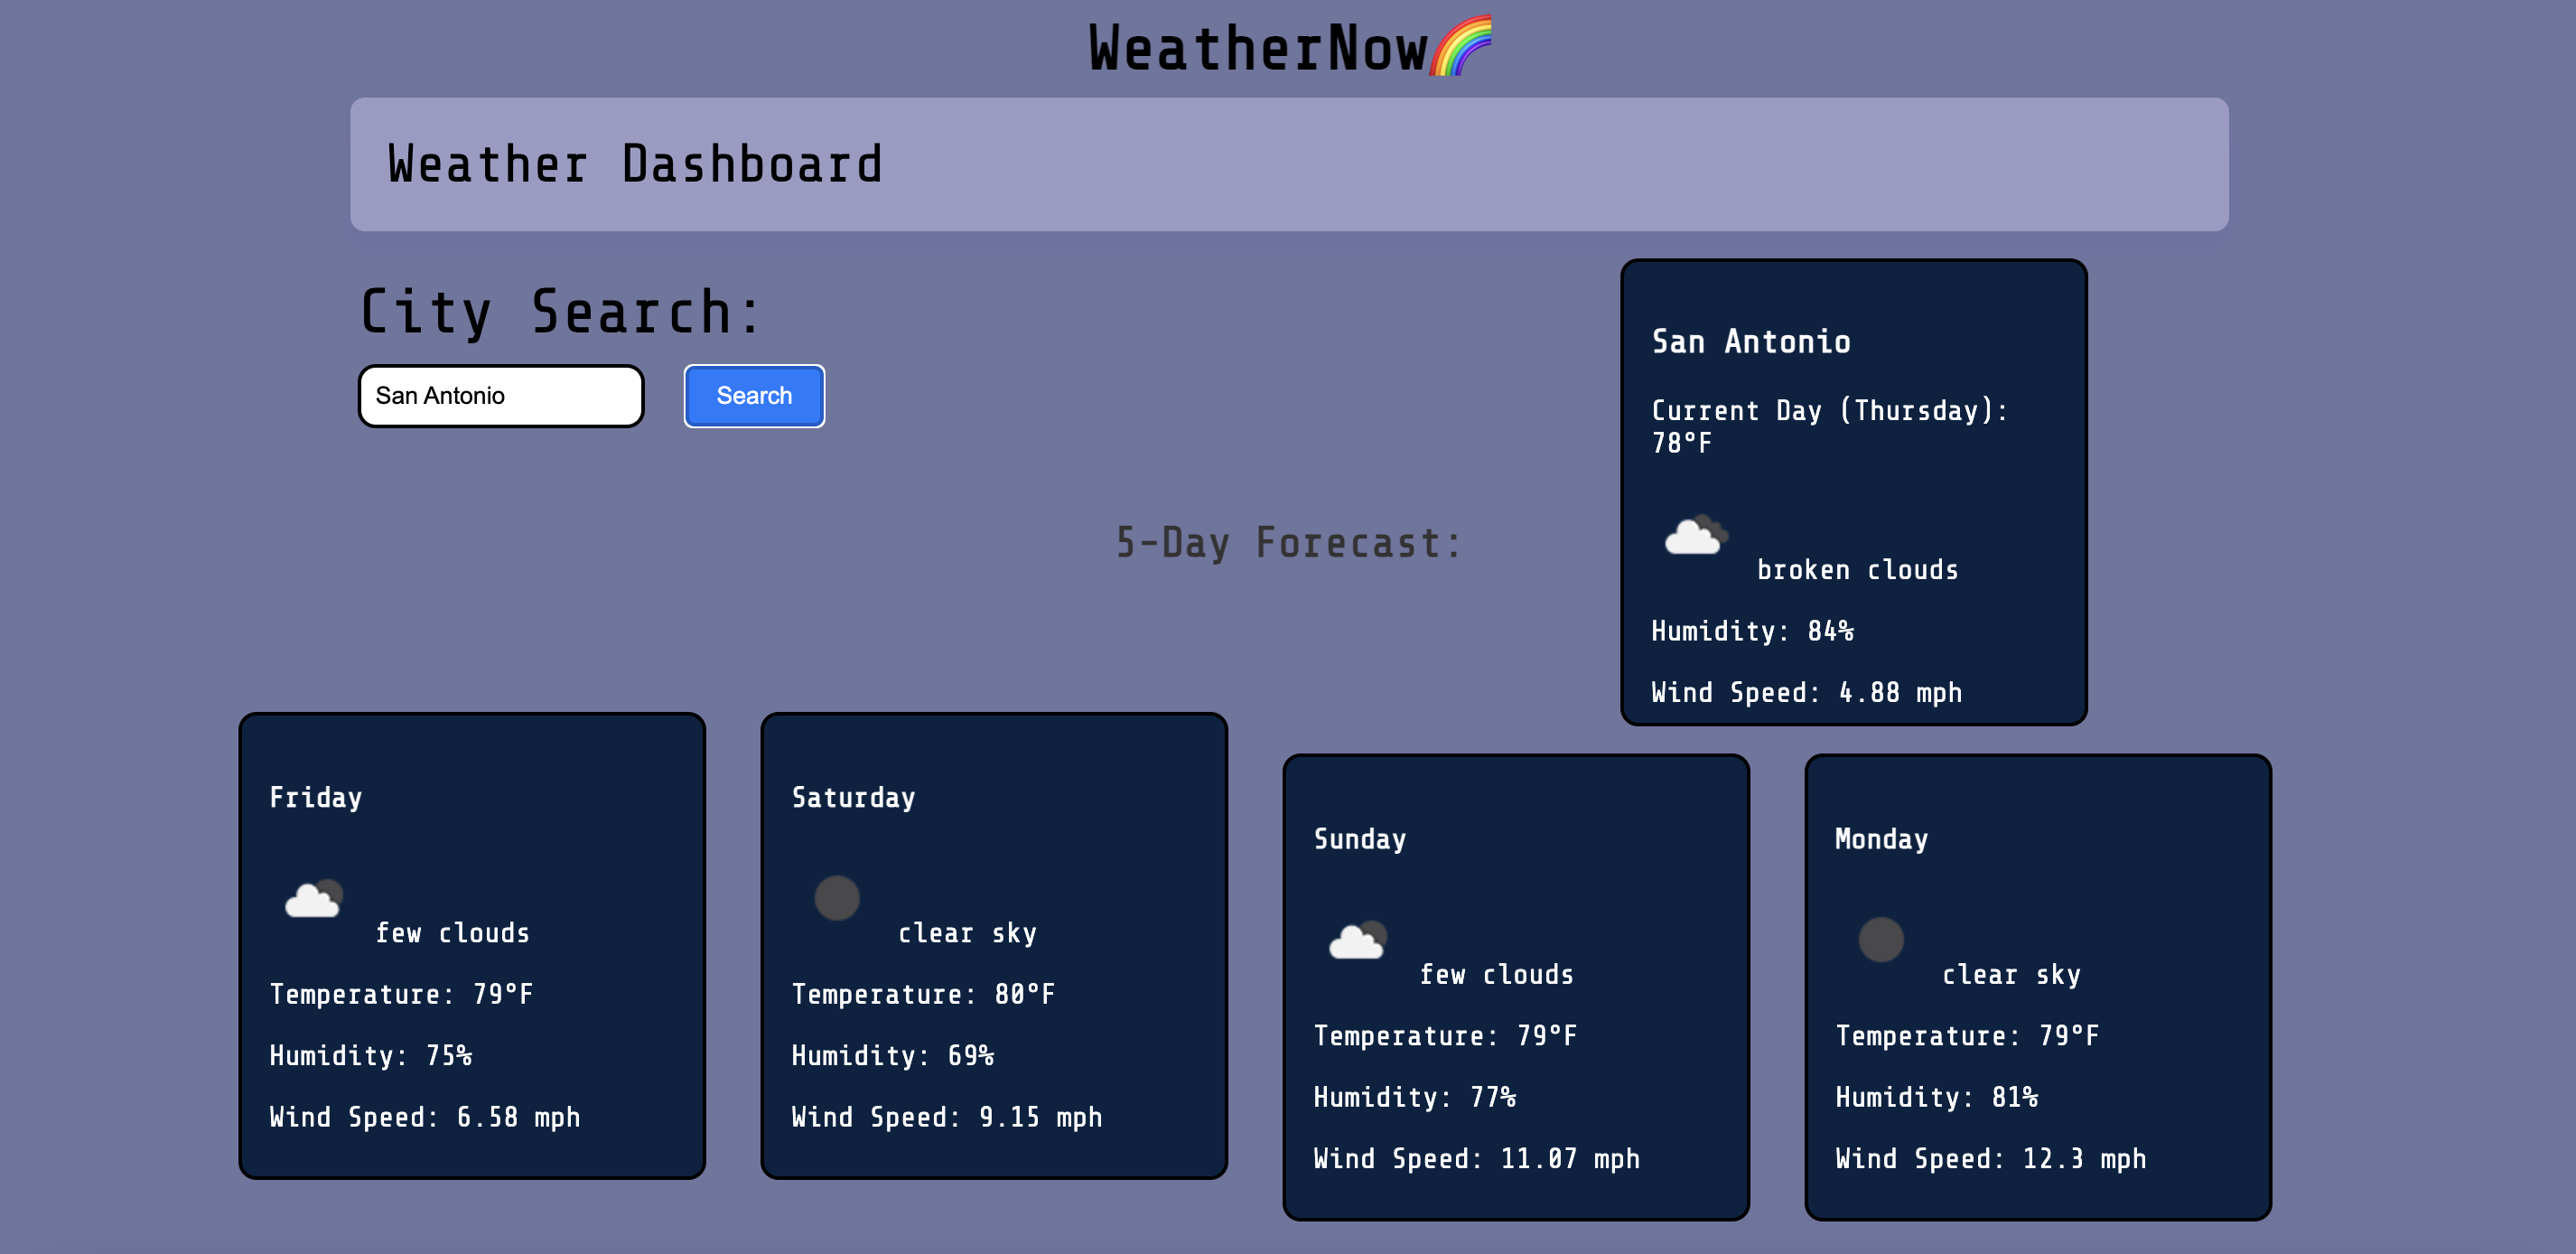 WeatherNow🌈
Weather Dashboard
City Search:
San Antonio
Search
San Antonio
Current Day (Thursday):
78°F
broken clouds
Humidity: 84%
Wind Speed: 4.88 mph
5-Day Forecast:
Friday
few clouds
Temperature: 79°F
Humidity: 75%
Wind Speed: 6.58 mph
Saturday
clear sky
Temperature: 80°F
Humidity: 69%
Wind Speed: 9.15 mph
Sunday
few clouds
Temperature: 79°F
Humidity: 77%
Wind Speed: 11.07 mph
Monday
clear sky
Temperature: 79°F
Humidity: 81%
Wind Speed: 12.3 mph